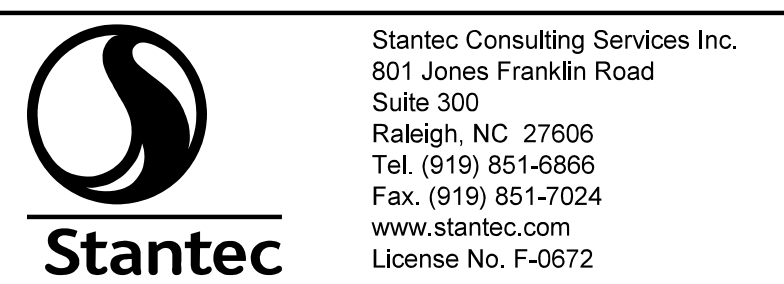 Stantec
Stantec Consulting Services Inc.
801 Jones Franklin Road
Suite 300
Raleigh, NC  27606
Tel. (919) 851-6866
Fax. (919) 851-7024
www.stantec.com
License No. F-0672